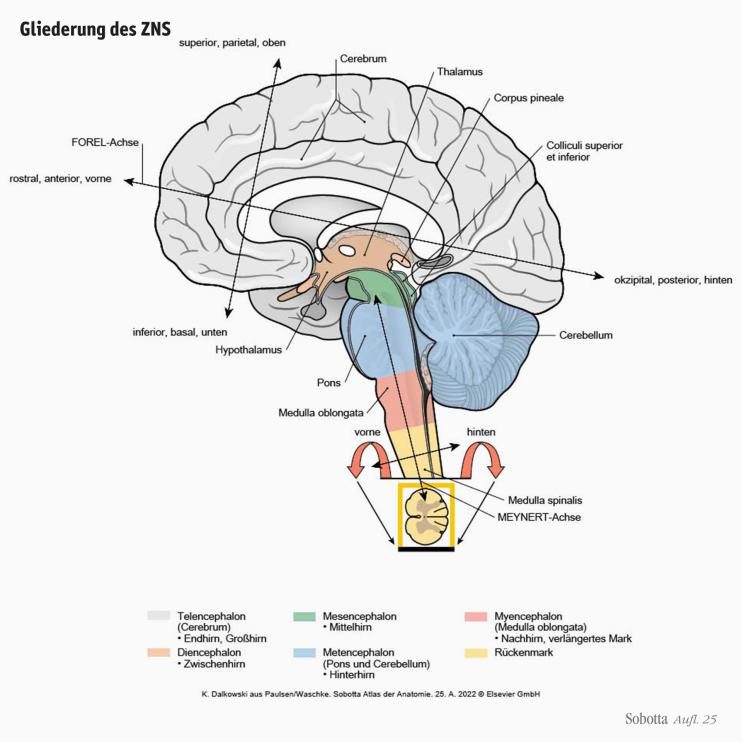 Gliederung des ZNS
superior, parietal, oben
Cerebrum
Thalamus
Corpus pineale
FOREL-Achse
Colliculi superior
et inferior
rostral, anterior, vorne
okzipital, posterior, hinten
inferior, basal, unten
Cerebellum
Hypothalamus
Pons
Medulla oblongata
vorne
hinten
Medulla spinalis
MEYNERT-Achse
Telencephalon
(Cerebrum)
• Endhirn, Großhirn
Diencephalon
• Zwischenhirn
Mesencephalon
• Mittelhirn
Metencephalon
(Pons und Cerebellum)
• Hinterhirn
Myencephalon
(Medulla oblongata)
• Nachhirn, verlängertes Mark
Rückenmark
K. Dalkowski aus Paulsen/Waschke. Sobotta Atlas der Anatomie. 25. A. 2022 © Elsevier GmbH
Sobotta Aufl. 25